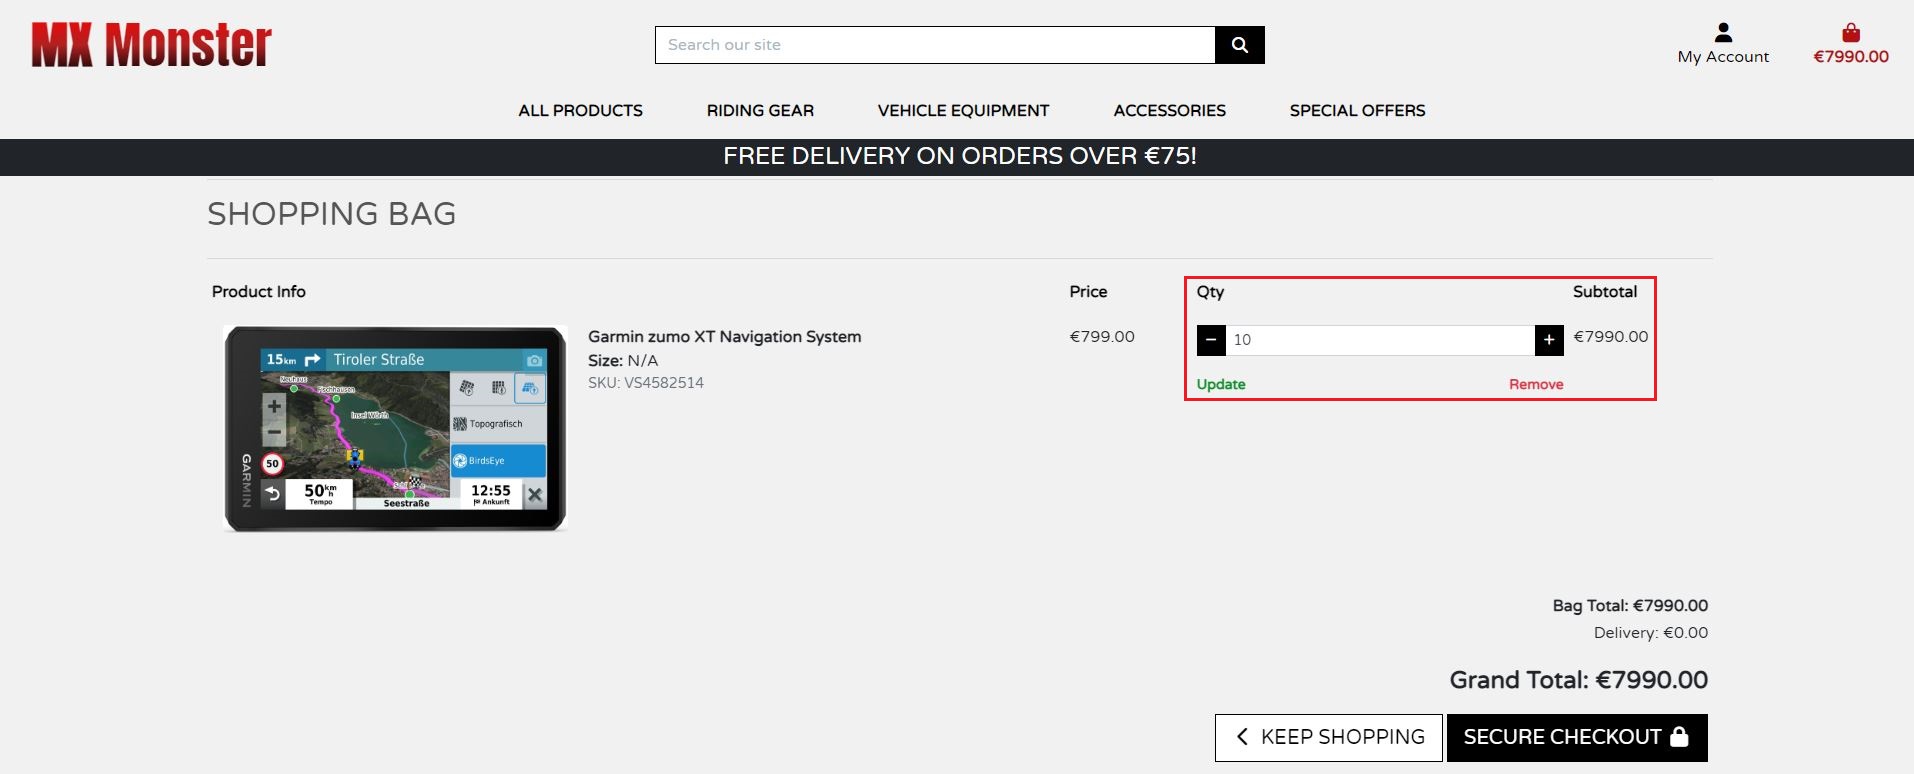 MX Monster
Search our site
My Account
€7990.00
ALL PRODUCTS RIDING GEAR VEHICLE EQUIPMENT ACCESSORIES SPECIAL OFFERS
FREE DELIVERY ON ORDERS OVER €75!
SHOPPING BAG
Product Info Price Qty Subtotal
15km Tiroler Straße
Neuhaus
Fischhausen
Insel Wörth
Topografisch
BirdsEye
GARMIN
50
50 km/h
Tempo
Seestraße
12:55
Ankunft
Garmin zumo XT Navigation System
Size: N/A
SKU: VS4582514
€799.00
− 10 + €7990.00
Update Remove
Bag Total: €7990.00
Delivery: €0.00
Grand Total: €7990.00
KEEP SHOPPING SECURE CHECKOUT